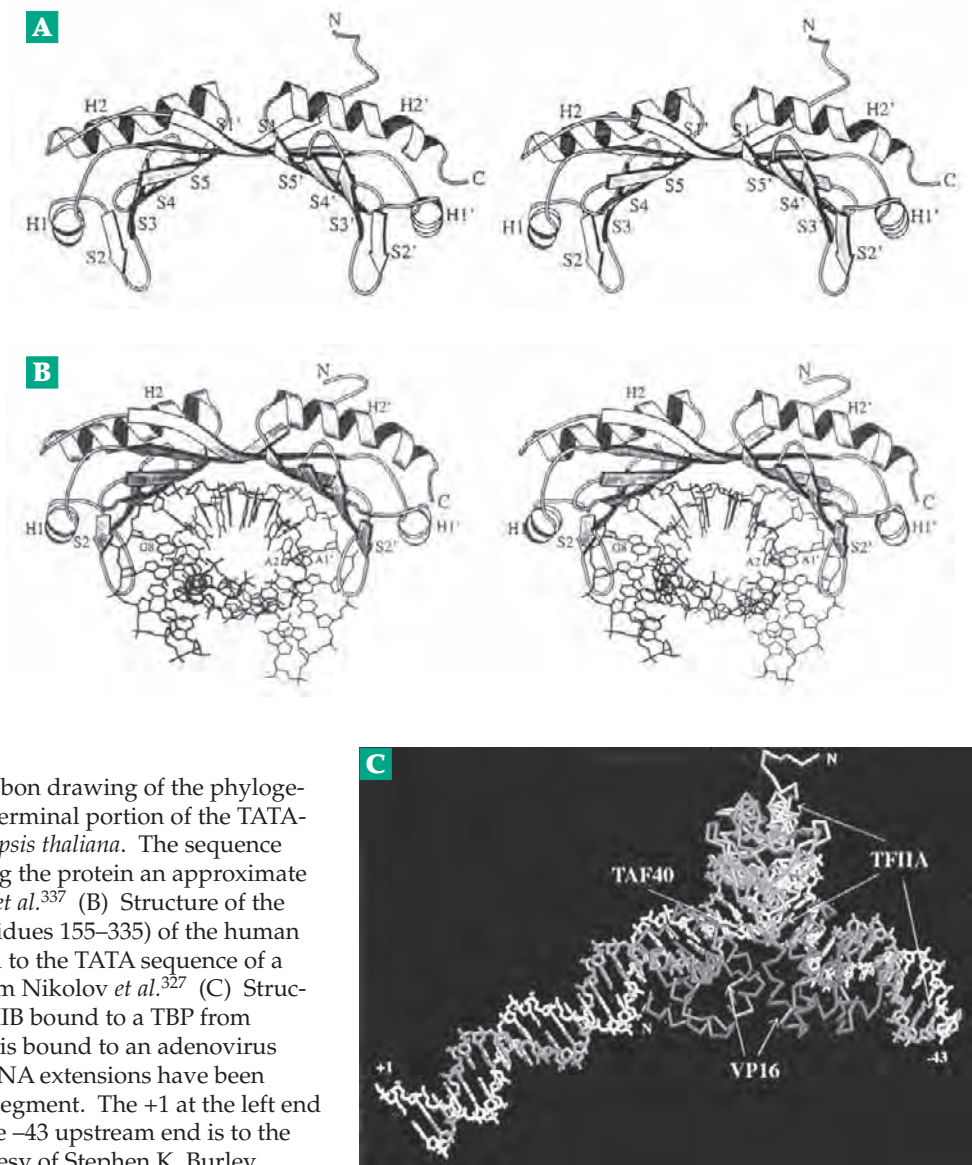 A
N
N
H2
S1'
S1
H2'
H2
S1'
S1
H2'
C
C
S5
S5'
S5
S5'
S4
S4'
S4
S4'
H1
S3
S3'
H1'
H1
S3
S3'
H1'
S2
S2'
S2
S2'
B
N
N
H2
H2'
H2
H2'
C
C
H1
H1'
H1
H1'
S2
S2'
S2
S2'
G8
A2
A1'
G8
A2
A1'
bon drawing of the phyloge-
erminal portion of the TATA-
psis thaliana. The sequence
g the protein an approximate
et al.337 (B) Structure of the
idues 155–335) of the human
l to the TATA sequence of a
m Nikolov et al.327 (C) Struc-
IIB bound to a TBP from
is bound to an adenovirus
NA extensions have been
egment. The +1 at the left end
e –43 upstream end is to the
esy of Stephen K. Burley
C
N
TAF40
TFIIA
N
+1
VP16
-43